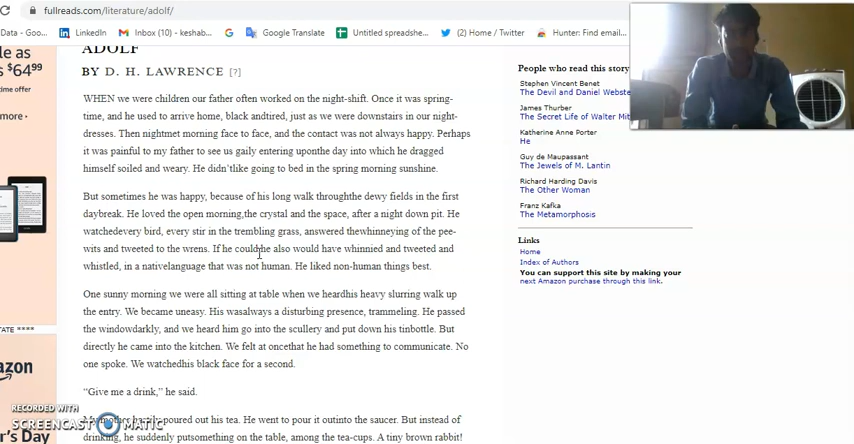 fullreads.com/literature/adolf/
LinkedIn
Inbox (10) - keshab...
Google Translate
Untitled spreadshe...
(2) Home / Twitter
Hunter: Find email...
le as
s $64⁹⁹
time offer
more ›
ADOLF
BY D. H. LAWRENCE [?]
WHEN we were children our father often worked on the night-shift. Once it was spring-
time, and he used to arrive home, black andtired, just as we were downstairs in our night-
dresses. Then nightmet morning face to face, and the contact was not always happy. Perhaps
it was painful to my father to see us gaily entering uponthe day into which he dragged
himself soiled and weary. He didn'tlike going to bed in the spring morning sunshine.
But sometimes he was happy, because of his long walk throughthe dewy fields in the first
daybreak. He loved the open morning,the crystal and the space, after a night down pit. He
watchedevery bird, every stir in the trembling grass, answered thewhinneying of the pee-
wits and tweeted to the wrens. If he couldhe also would have whinnied and tweeted and
whistled, in a nativelanguage that was not human. He liked non-human things best.
One sunny morning we were all sitting at table when we heardhis heavy slurring walk up
the entry. We became uneasy. His wasalways a disturbing presence, trammeling. He passed
the windowdarkly, and we heard him go into the scullery and put down his tinbottle. But
directly he came into the kitchen. We felt at oncethat he had something to communicate. No
one spoke. We watchedhis black face for a second.
“Give me a drink,” he said.
My mother hastily poured out his tea. He went to pour it outinto the saucer. But instead of
drinking, he suddenly putsomething on the table, among the tea-cups. A tiny brown rabbit!
People who read this story
Stephen Vincent Benet
The Devil and Daniel Webste
James Thurber
The Secret Life of Walter Mit
Katherine Anne Porter
He
Guy de Maupassant
The Jewels of M. Lantin
Richard Harding Davis
The Other Woman
Franz Kafka
The Metamorphosis
Links
Home
Index of Authors
You can support this site by making your
next Amazon purchase through this link.
TATE ****
azon
r's Day
RECORDED WITH
SCREENCAST MATIC